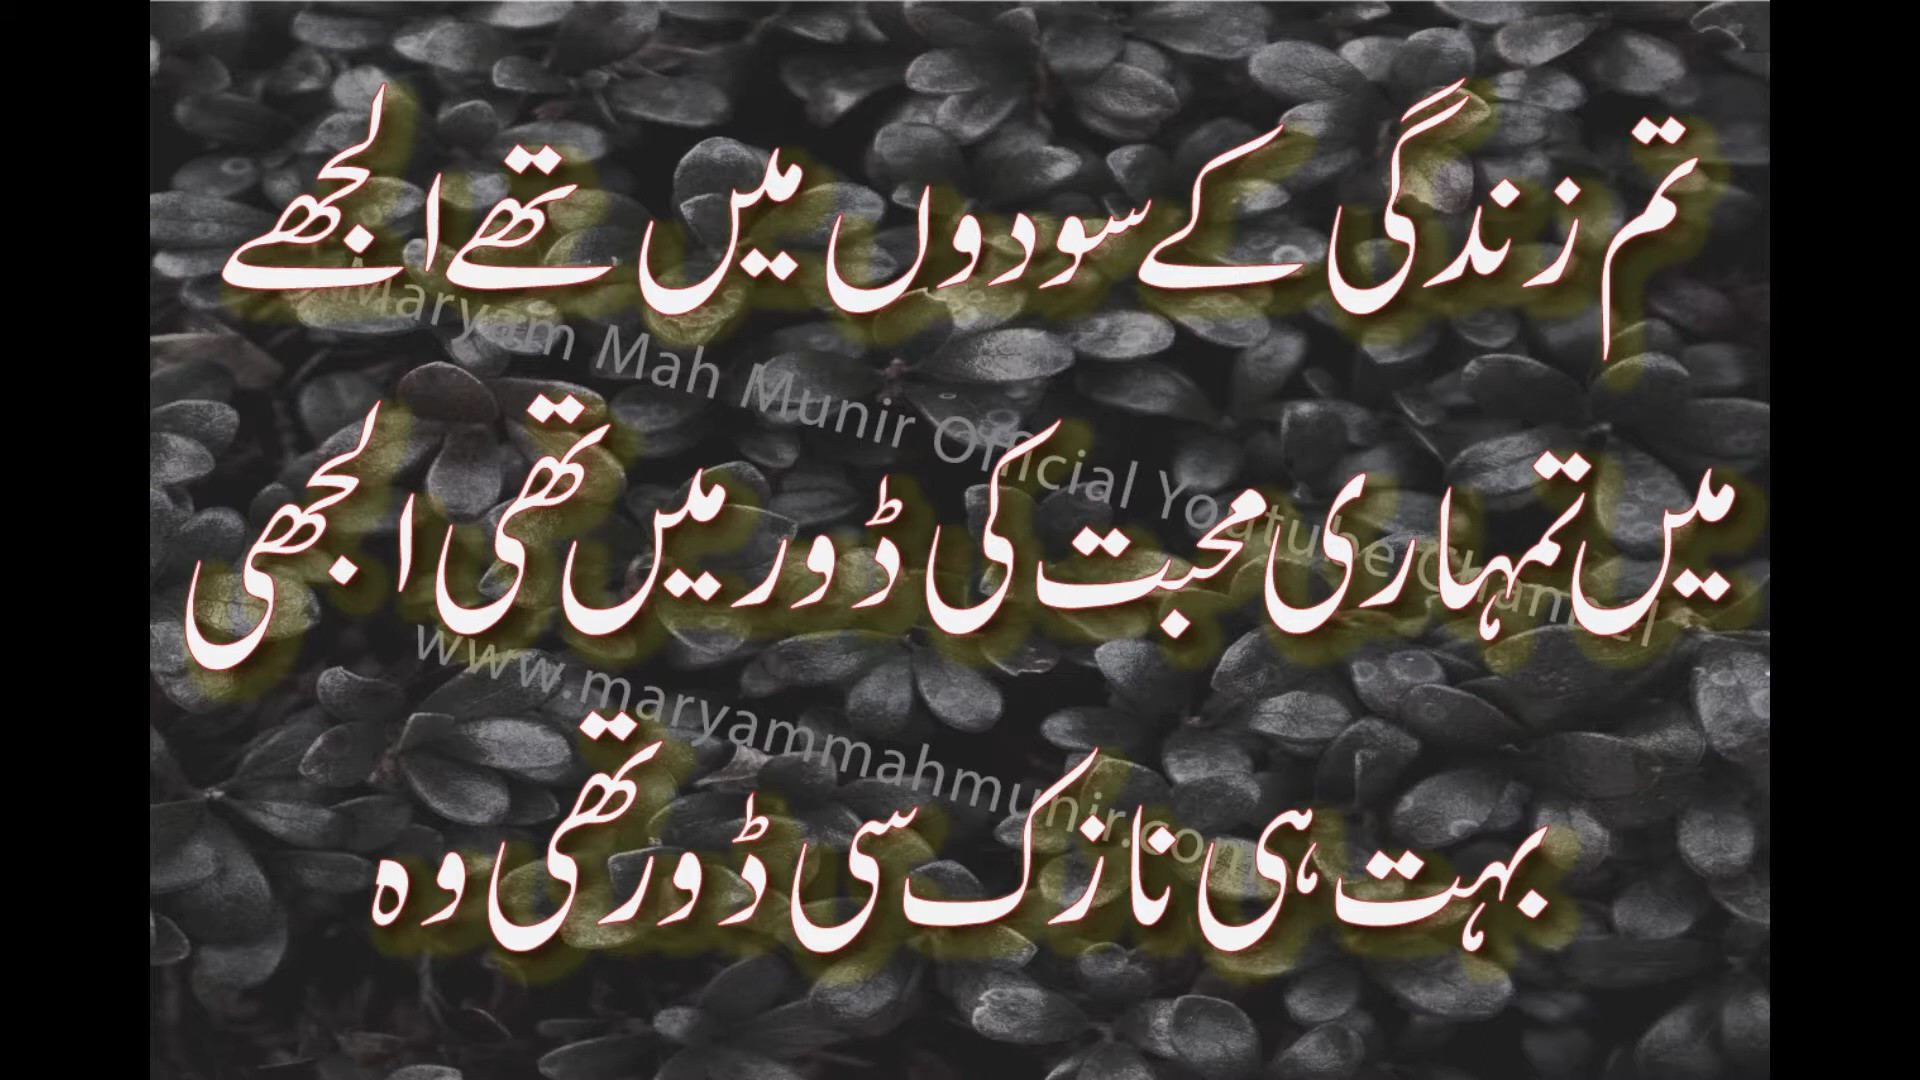 تم زندگی کے سودوں میں تھے الجھے
Maryam Mah Munir Official Youtube Channel
میں تمہاری محبت کی ڈور میں تھی الجھی
www.maryammahmunir.com
بہت ہی نازک سی ڈور تھی وہ